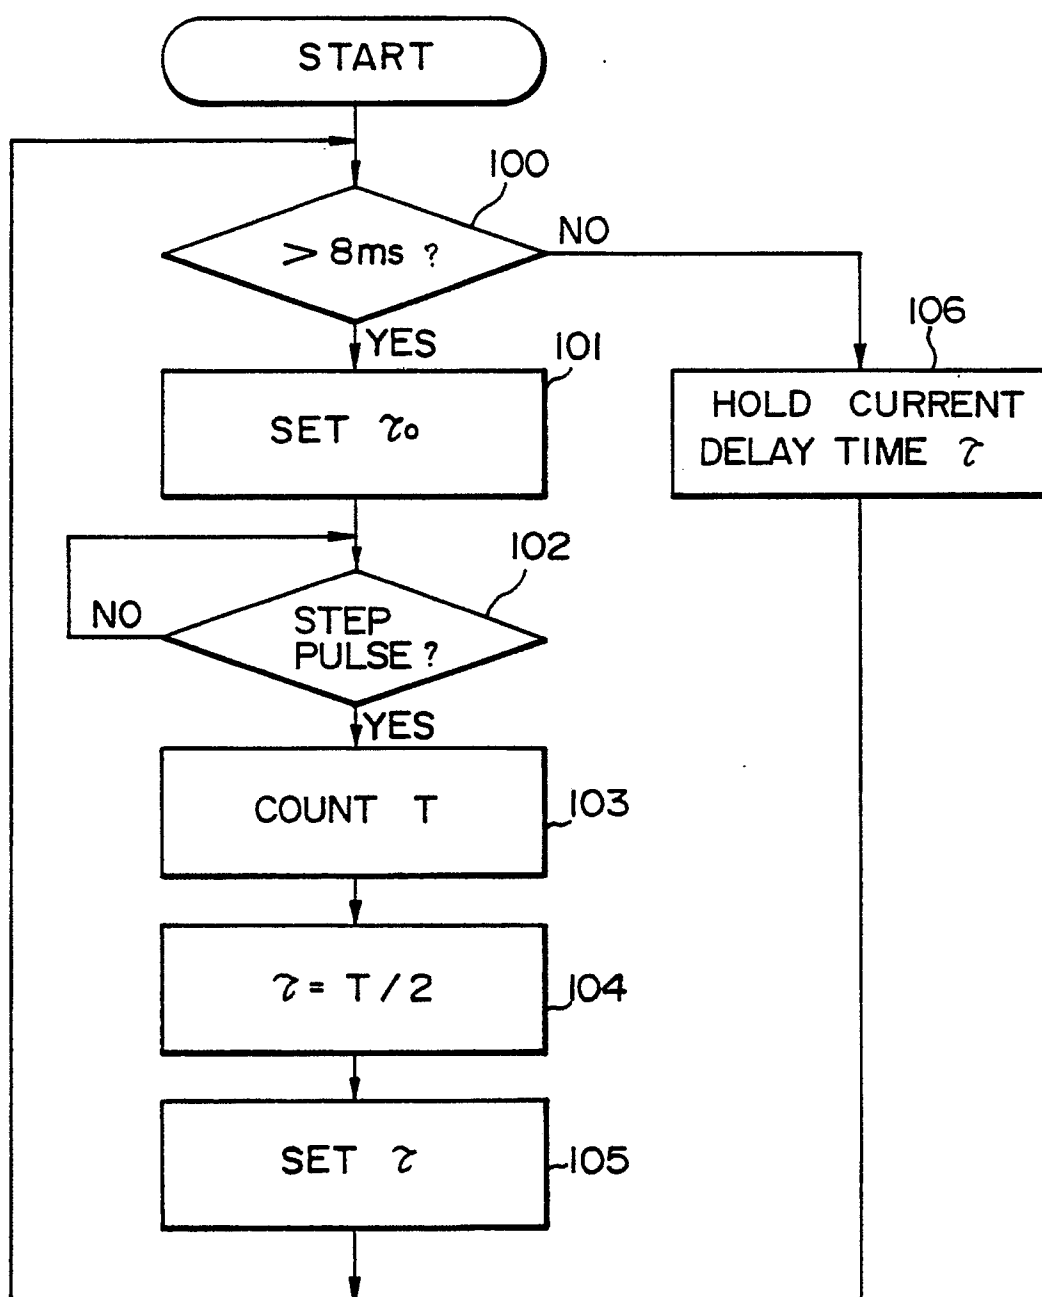 START
100
> 8ms ?
NO
YES
101
106
SET τ₀
HOLD CURRENT
DELAY TIME τ
102
NO
STEP
PULSE ?
YES
COUNT T
103
τ = T / 2
104
SET τ
105